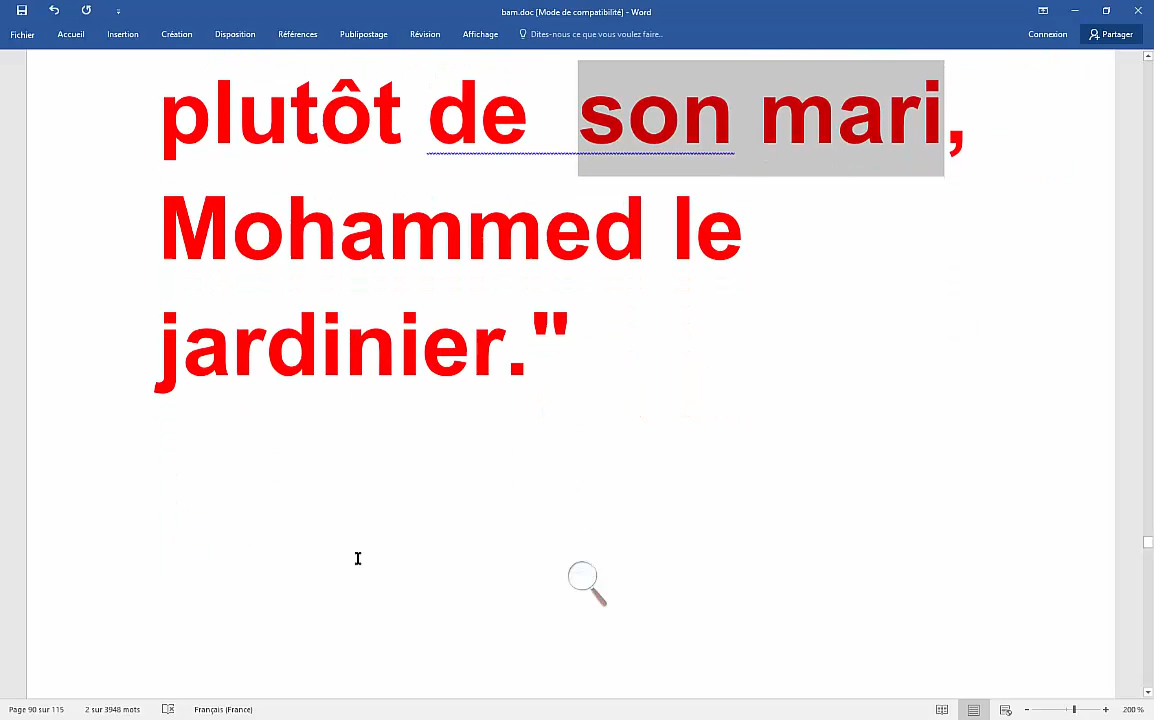 bam.doc [Mode de compatibilité] - Word
Fichier Accueil Insertion Création Disposition Références Publipostage Révision Affichage Dites-nous ce que vous voulez faire.. Connexion Partager
plutôt de son mari,
Mohammed le
jardinier."
Page 90 sur 115 2 sur 3948 mots Français (France) 200 %